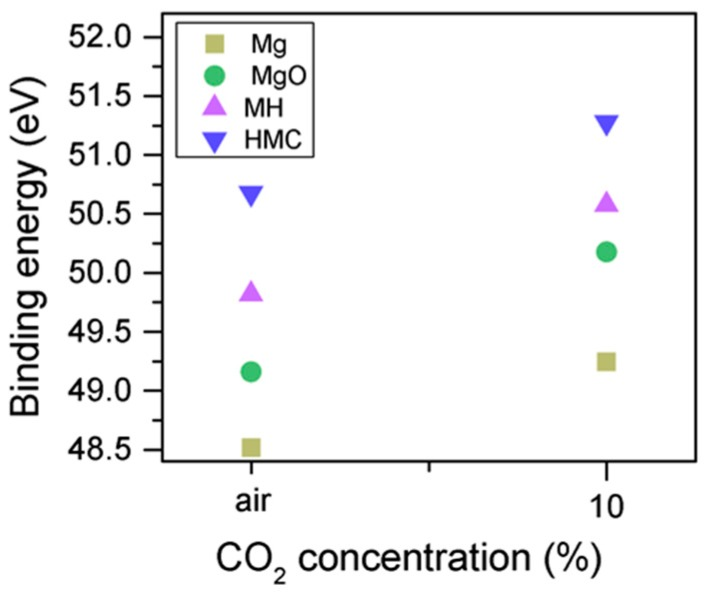 Binding energy (eV)
52.0
51.5
51.0
50.5
50.0
49.5
49.0
48.5
Mg
MgO
MH
HMC
air
10
CO₂ concentration (%)